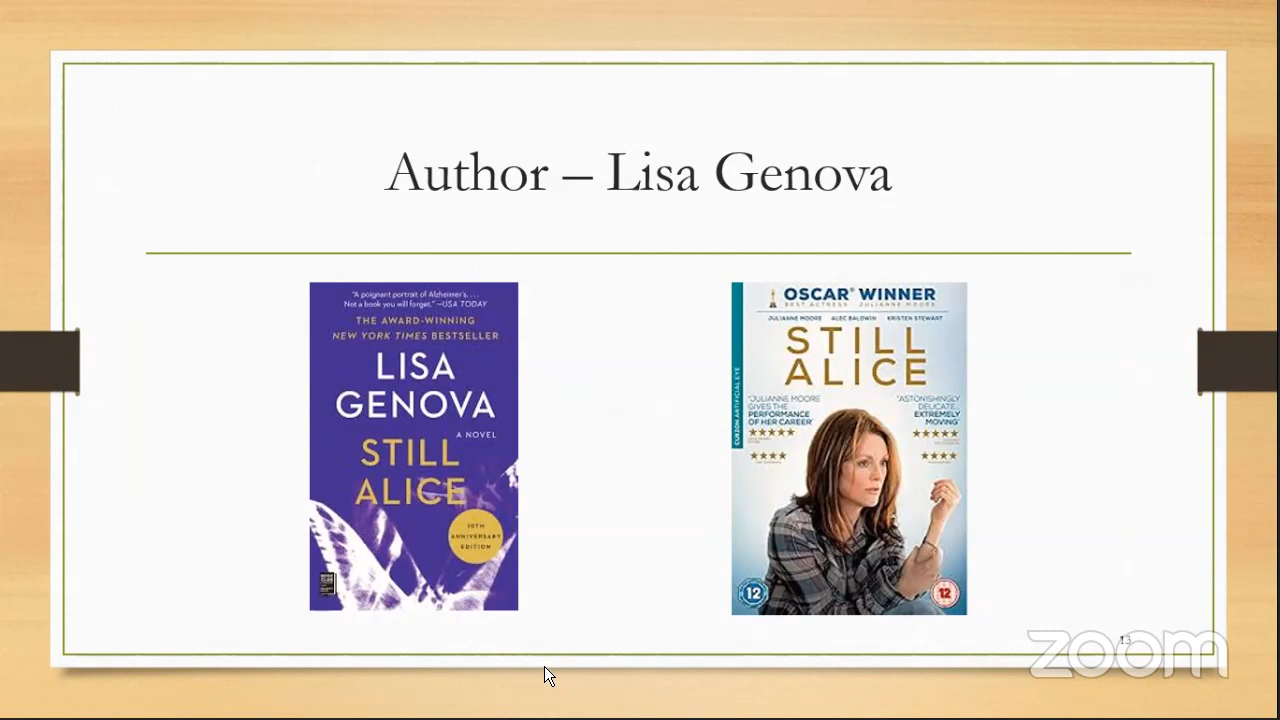 Author – Lisa Genova
"A poignant portrait of Alzheimer's. . . .
Not a book you will forget." —USA TODAY
THE AWARD-WINNING
NEW YORK TIMES BESTSELLER
LISA
GENOVA
A NOVEL
STILL
ALICE
10TH
ANNIVERSARY
EDITION
OSCAR® WINNER
BEST ACTRESS - JULIANNE MOORE
JULIANNE MOORE ALEC BALDWIN KRISTEN STEWART
STILL
ALICE
CURZON ARTIFICIAL EYE
"JULIANNE MOORE
GIVES THE
PERFORMANCE
OF HER CAREER"
"ASTONISHINGLY
DELICATE...
EXTREMELY
MOVING"
12
12
13
zoom